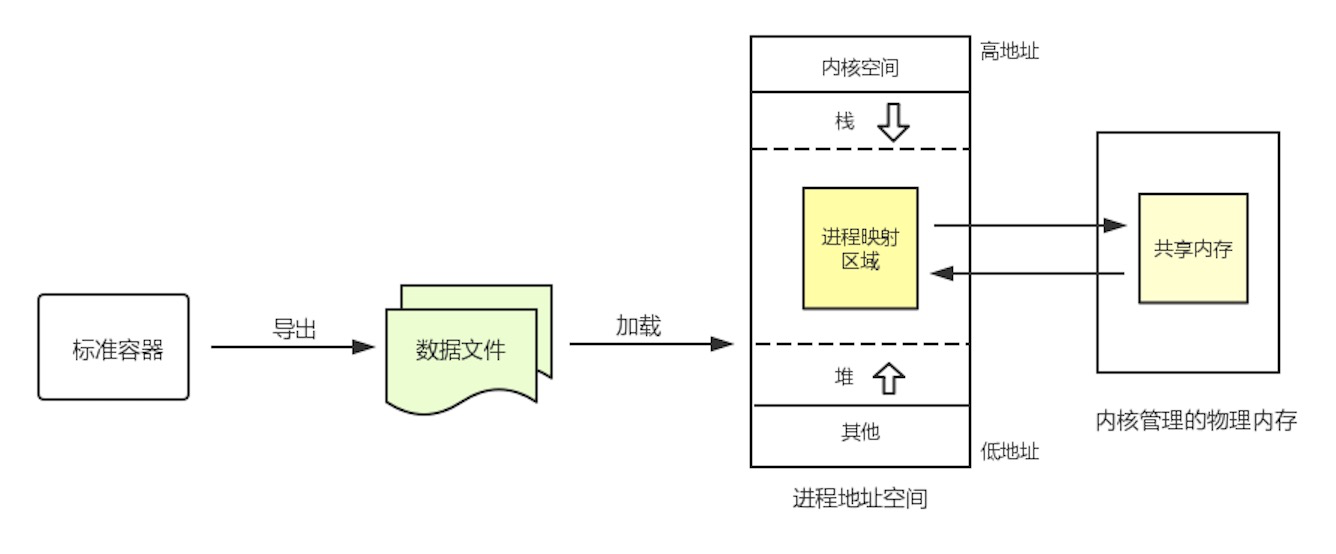 标准容器
导出
数据文件
加载
内核空间
栈
进程映射
区域
堆
其他
高地址
低地址
进程地址空间
共享内存
内核管理的物理内存